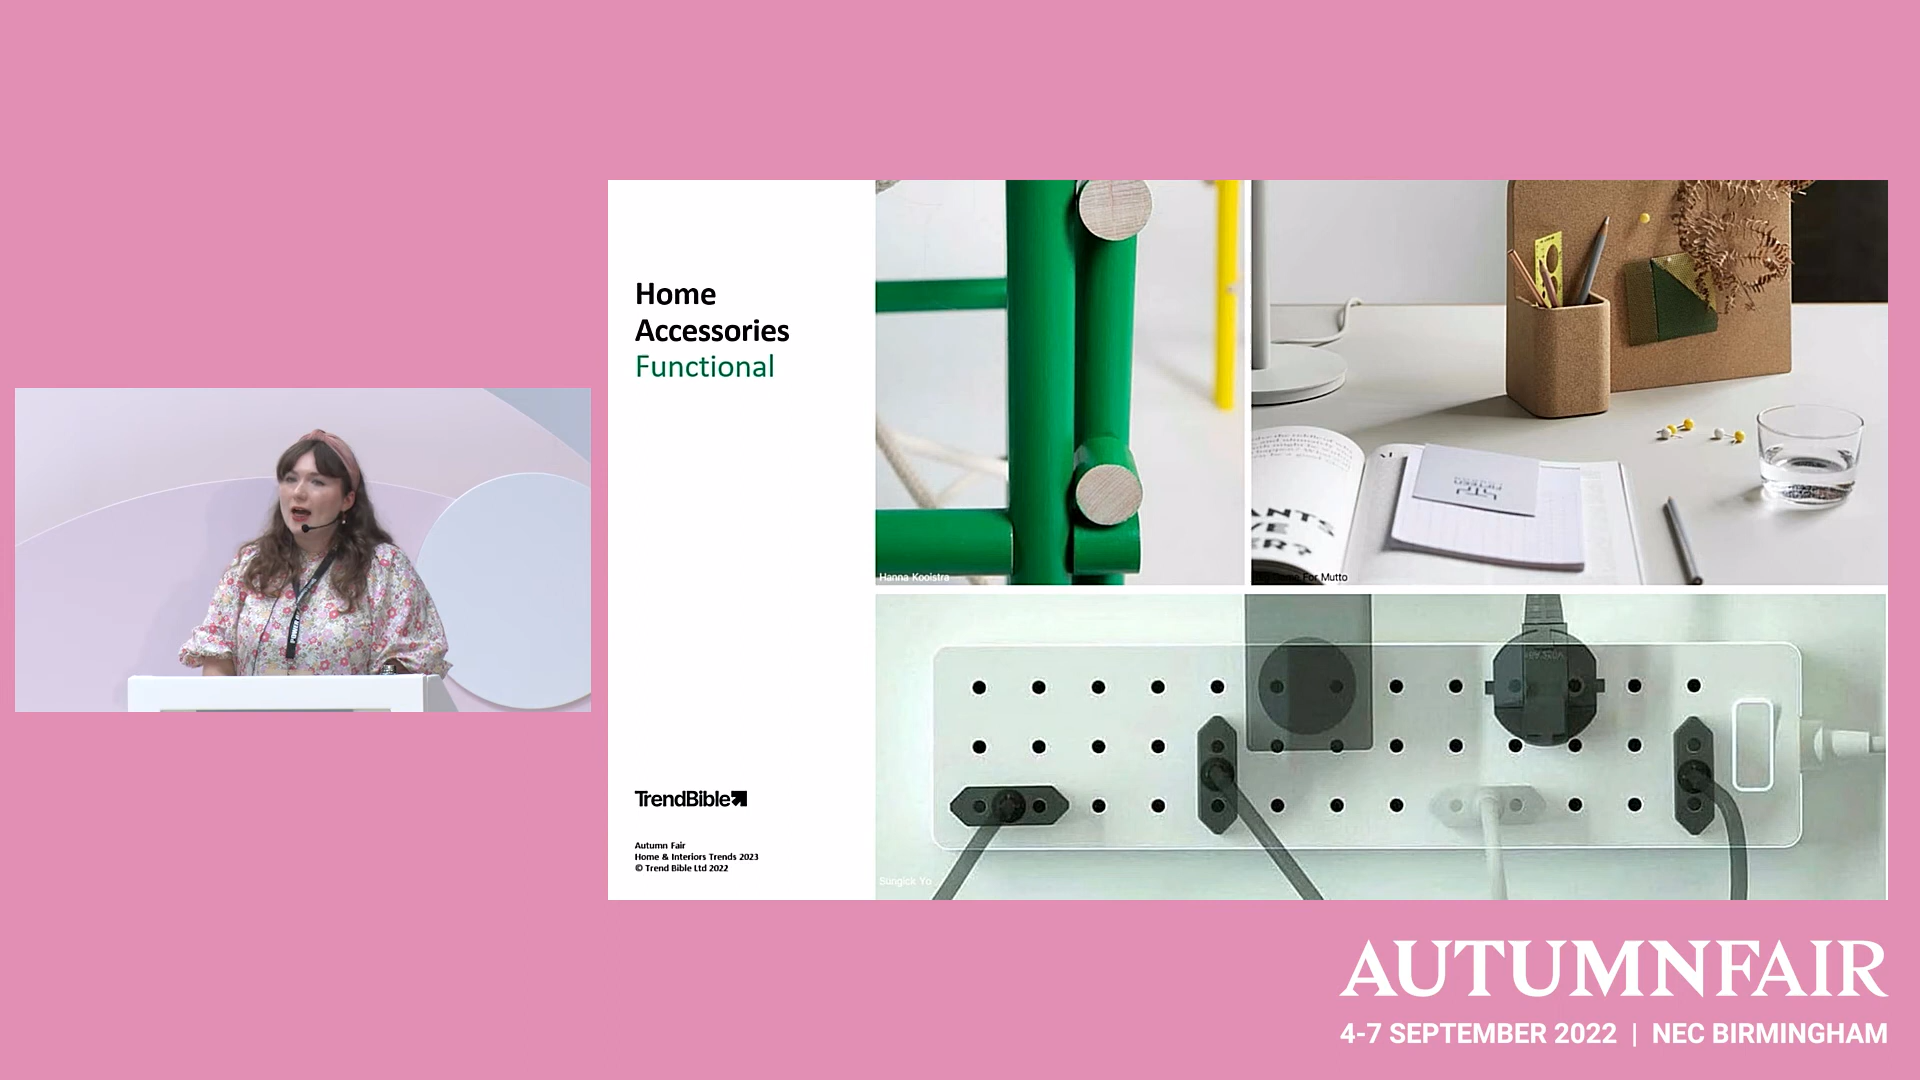 Home
Accessories
Functional
TrendBible
Autumn Fair
Home & Interiors Trends 2023
© Trend Bible Ltd 2022
Hanna Kooistra
For Mutto
Sungick Yo
AUTUMNFAIR
4-7 SEPTEMBER 2022 | NEC BIRMINGHAM